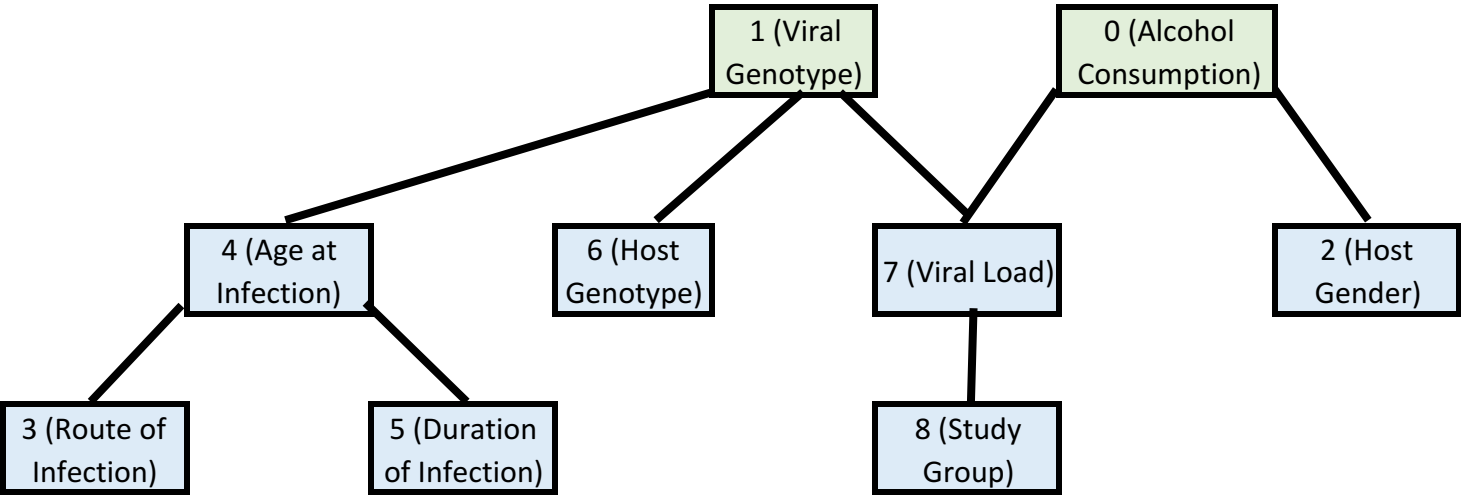 1 (Viral
Genotype)
0 (Alcohol
Consumption)
4 (Age at
Infection)
6 (Host
Genotype)
7 (Viral Load)
2 (Host
Gender)
3 (Route of
Infection)
5 (Duration
of Infection)
8 (Study
Group)